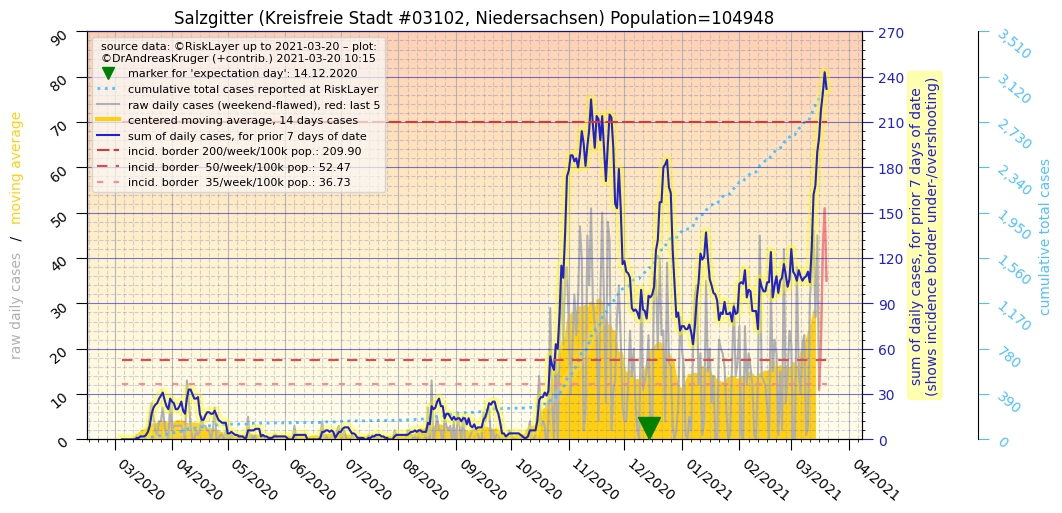 Salzgitter (Kreisfreie Stadt #03102, Niedersachsen) Population=104948
source data: ©RiskLayer up to 2021-03-20 – plot:
©DrAndreasKruger (+contrib.) 2021-03-20 10:15
marker for 'expectation day': 14.12.2020
cumulative total cases reported at RiskLayer
raw daily cases (weekend-flawed), red: last 5
centered moving average, 14 days cases
sum of daily cases, for prior 7 days of date
incid. border 200/week/100k pop.: 209.90
incid. border  50/week/100k pop.: 52.47
incid. border  35/week/100k pop.: 36.73
raw daily cases / moving average
90
80
70
60
50
40
30
20
10
0
03/2020
04/2020
05/2020
06/2020
07/2020
08/2020
09/2020
10/2020
11/2020
12/2020
01/2021
02/2021
03/2021
04/2021
270
240
210
180
150
120
90
60
30
0
sum of daily cases, for prior 7 days of date
(shows incidence border under-/overshooting)
3,510
3,120
2,730
2,340
1,950
1,560
1,170
780
390
0
cumulative total cases